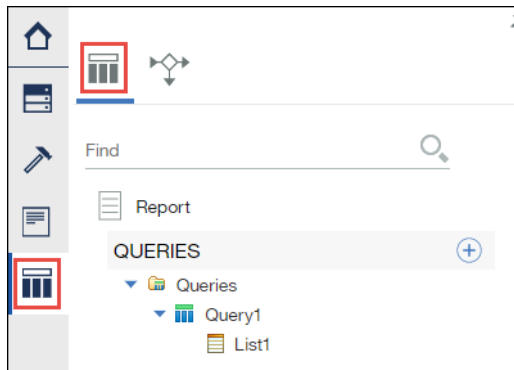 Find
Report
QUERIES
Queries
Query1
List1